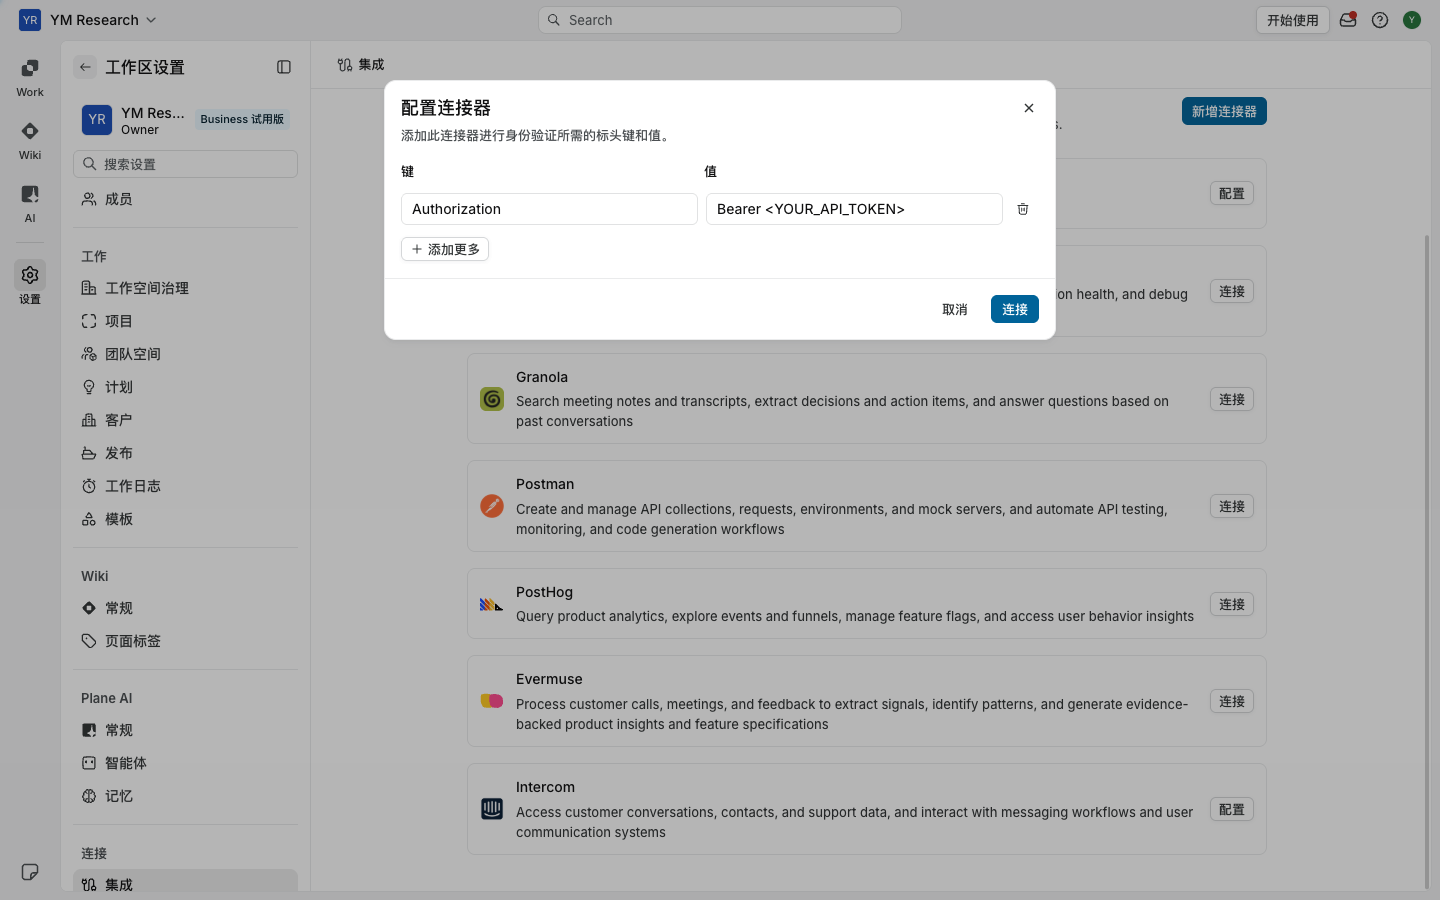 YR YM Research
Search
开始使用
Y
Work
Wiki
AI
设置
工作区设置
YR
YM Res...
Owner
Business 试用版
搜索设置
成员
工作
工作空间治理
项目
团队空间
计划
客户
发布
工作日志
模板
Wiki
常规
页面标签
Plane AI
常规
智能体
记忆
连接
集成
集成
s.
新增连接器
配置
on health, and debug
连接
配置连接器
添加此连接器进行身份验证所需的标头键和值。
键
值
Authorization
Bearer <YOUR_API_TOKEN>
添加更多
取消
连接
Granola
Search meeting notes and transcripts, extract decisions and action items, and answer questions based on
past conversations
连接
Postman
Create and manage API collections, requests, environments, and mock servers, and automate API testing,
monitoring, and code generation workflows
连接
PostHog
Query product analytics, explore events and funnels, manage feature flags, and access user behavior insights
连接
Evermuse
Process customer calls, meetings, and feedback to extract signals, identify patterns, and generate evidence-
backed product insights and feature specifications
连接
Intercom
Access customer conversations, contacts, and support data, and interact with messaging workflows and user
communication systems
配置